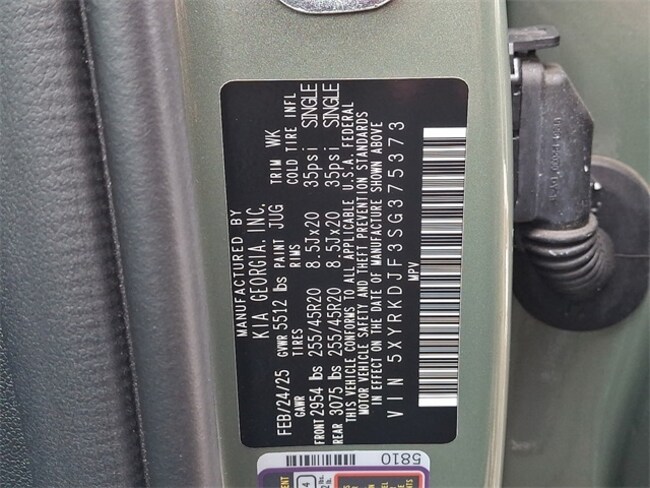 MANUFACTURED BY
KIA GEORGIA, INC.
FEB/24/25 GVWR 5512 lbs PAINT JUG TRIM WK
GAWR TIRES RIMS COLD TIRE INFL
FRONT 2954 lbs 255/45R20 8.5Jx20 35psi SINGLE
REAR 3075 lbs 255/45R20 8.5Jx20 35psi SINGLE
THIS VEHICLE CONFORMS TO ALL APPLICABLE U.S.A. FEDERAL
MOTOR VEHICLE SAFETY AND THEFT PREVENTION STANDARDS
IN EFFECT ON THE DATE OF MANUFACTURE SHOWN ABOVE
VIN 5XYRKDJF3SG375373
MPV
5810